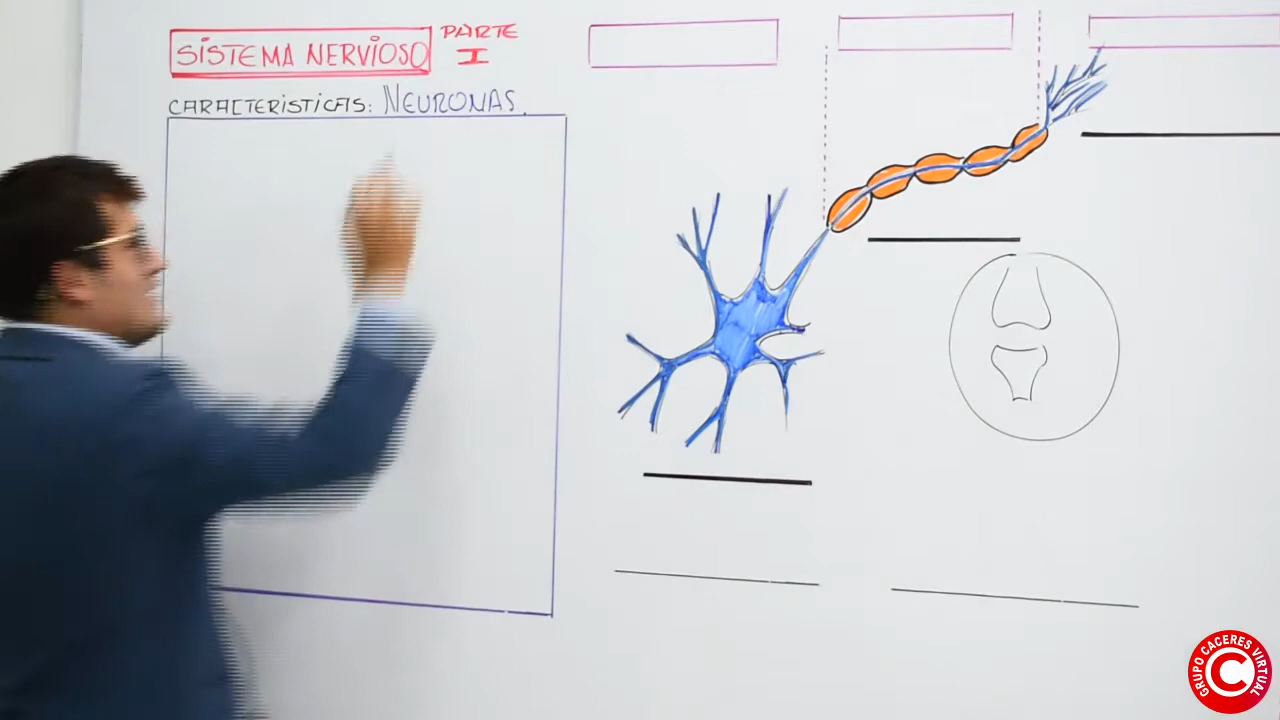 SISTEMA NERVIOSO
PARTE
I
CARACTERISTICAS: NEURONAS.
GRUPO CACERES VIRTUAL
C